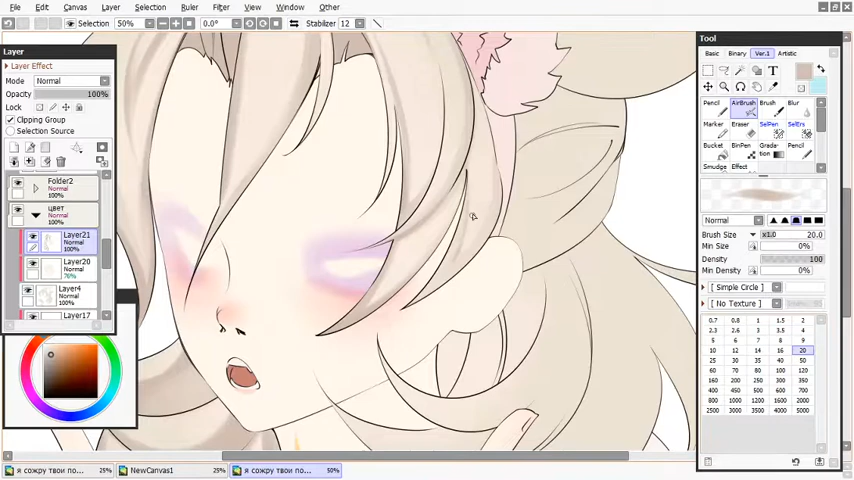 File Edit Canvas Layer Selection Ruler Filter View Window Other
Selection 50% 0.0° Stabilizer 12
Layer
Layer Effect
Mode Normal
Opacity 100%
Lock
Clipping Group
Selection Source
Folder2
Normal
100%
цвет
Normal
100%
Layer21
Normal
100%
Layer20
Normal
76%
Layer4
Normal
100%
Layer17
Tool
Basic Binary Ver.1 Artistic
T
Pencil AirBrush Brush Blur
Marker Eraser SelPen SelErs
Bucket BinPen Grada-tion Pencil
Smudge Effect
Normal
Brush Size x1.0 20.0
Min Size 0%
Density 100
Min Density 0%
[ Simple Circle ]
[ No Texture ]
0.7 0.8 1 1.5 2
2.3 2.6 3 3.5 4
5 6 7 8 9
10 12 14 16 20
25 30 35 40 50
60 70 80 100 120
160 200 250 300 350
400 450 500 600 700
800 1000 1200 1600 2000
2500 3000 3500 4000 5000
я сожру твои по... 25% NewCanvas1 25% я сожру твои по... 50%